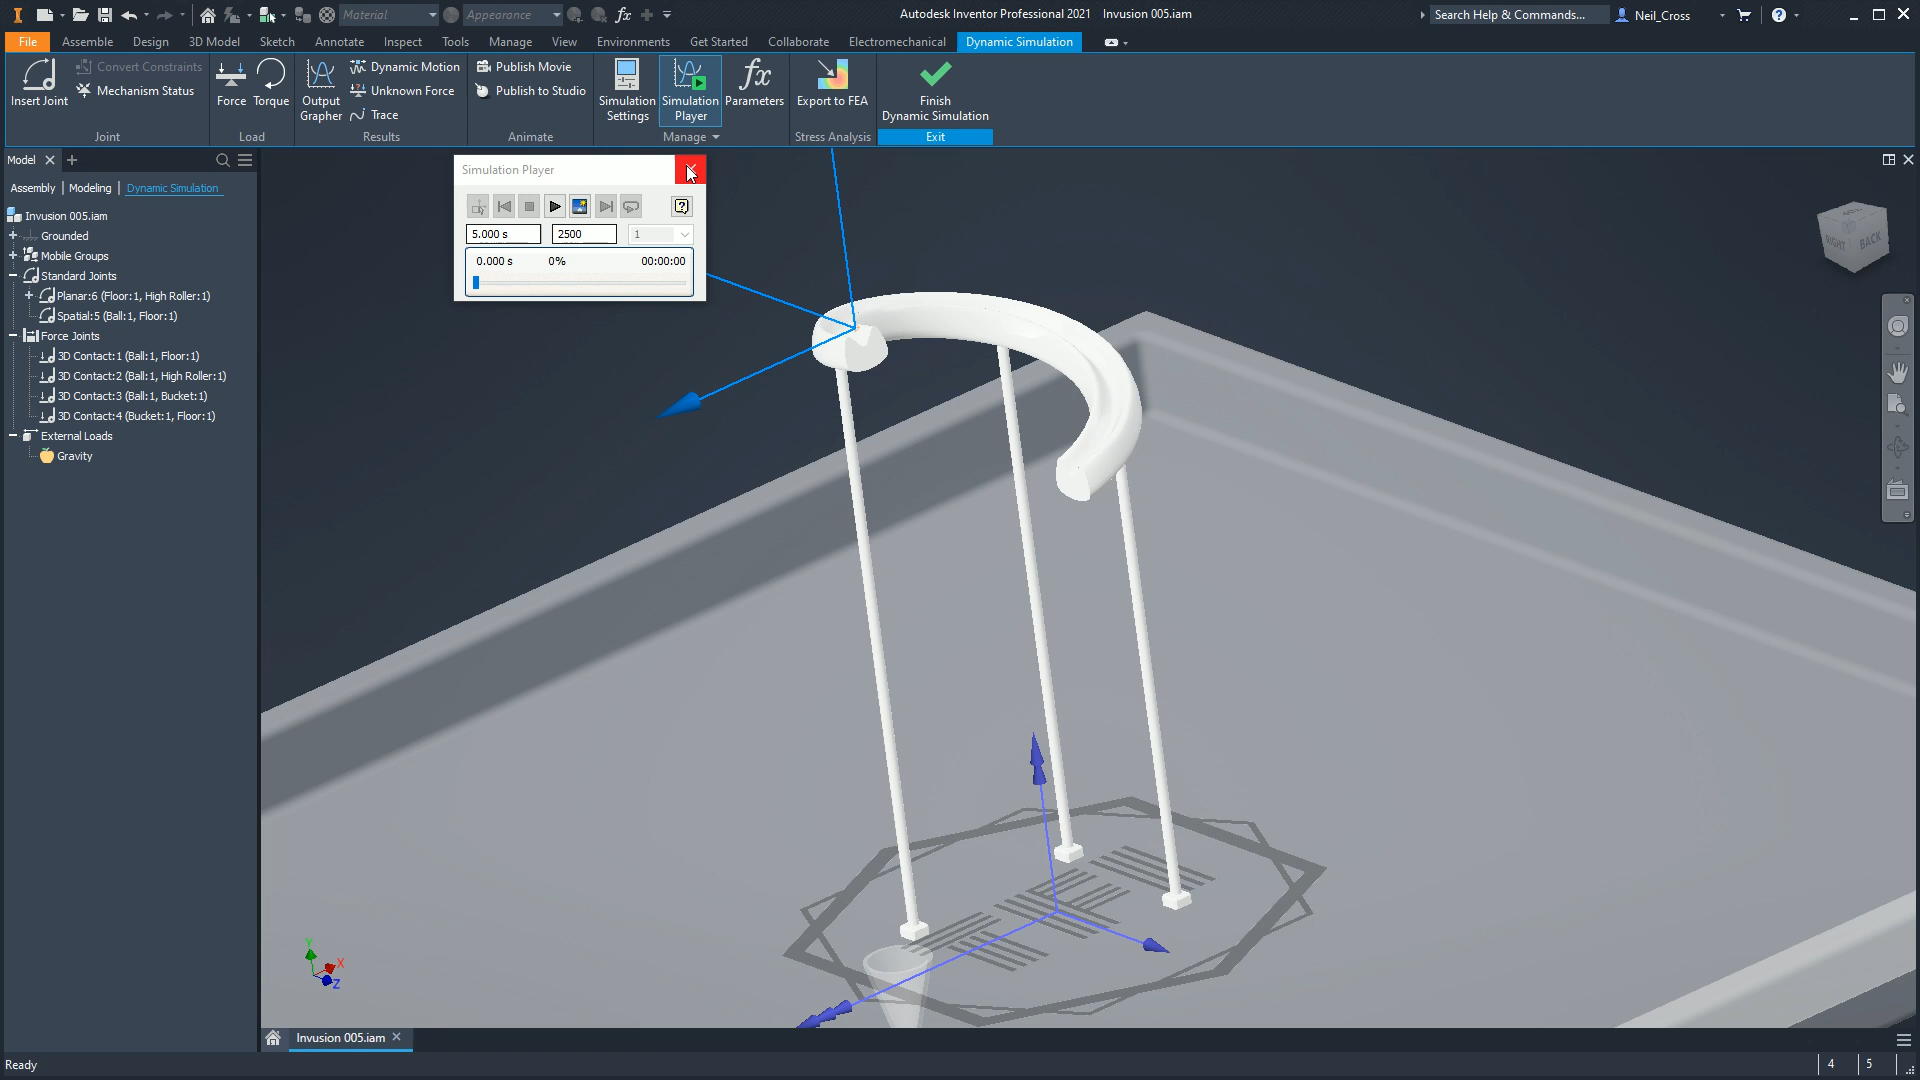 Material
Appearance
fx
Autodesk Inventor Professional 2021 Invusion 005.iam
Search Help & Commands...
Neil_Cross
File Assemble Design 3D Model Sketch Annotate Inspect Tools Manage View Environments Get Started Collaborate Electromechanical Dynamic Simulation
Insert Joint
Convert Constraints
Mechanism Status
Joint
Force
Torque
Load
Output
Grapher
Dynamic Motion
Unknown Force
Trace
Results
Publish Movie
Publish to Studio
Animate
Simulation
Settings
Simulation
Player
fx
Parameters
Manage
Export to FEA
Stress Analysis
Finish
Dynamic Simulation
Exit
Model
Assembly | Modeling | Dynamic Simulation
Invusion 005.iam
Grounded
Mobile Groups
Standard Joints
Planar:6 (Floor:1, High Roller:1)
Spatial:5 (Ball:1, Floor:1)
Force Joints
3D Contact:1 (Ball:1, Floor:1)
3D Contact:2 (Ball:1, High Roller:1)
3D Contact:3 (Ball:1, Bucket:1)
3D Contact:4 (Bucket:1, Floor:1)
External Loads
Gravity
Simulation Player
5.000 s 2500 1
0.000 s 0% 00:00:00
RIGHT BACK
Y
X
Z
Invusion 005.iam
Ready
4 5